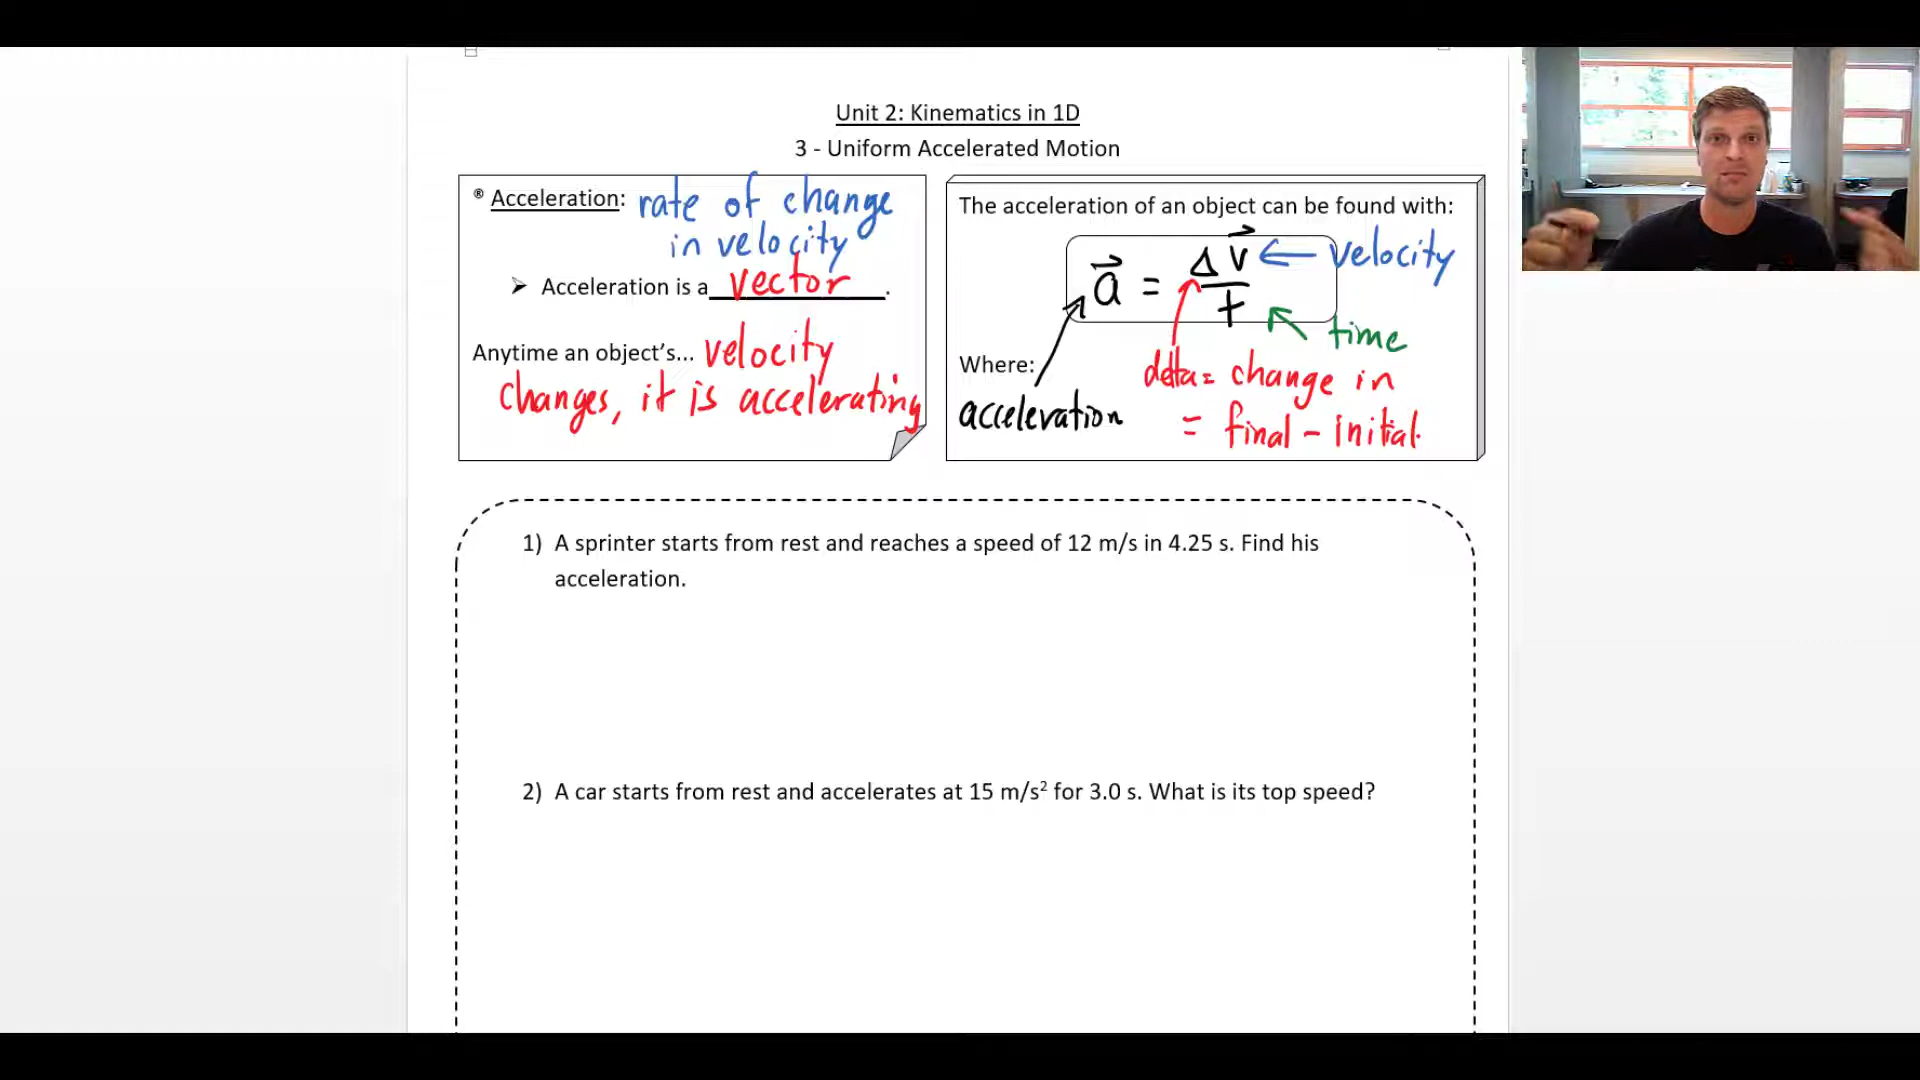 Unit 2: Kinematics in 1D
3 - Uniform Accelerated Motion
® Acceleration: rate of change
in velocity
➢ Acceleration is a vector.
Anytime an object's... velocity
changes, it is accelerating
The acceleration of an object can be found with:
a = Δv/t ← velocity
time
Where:
acceleration
delta = change in
= final - initial.
1) A sprinter starts from rest and reaches a speed of 12 m/s in 4.25 s. Find his
acceleration.
2) A car starts from rest and accelerates at 15 m/s² for 3.0 s. What is its top speed?